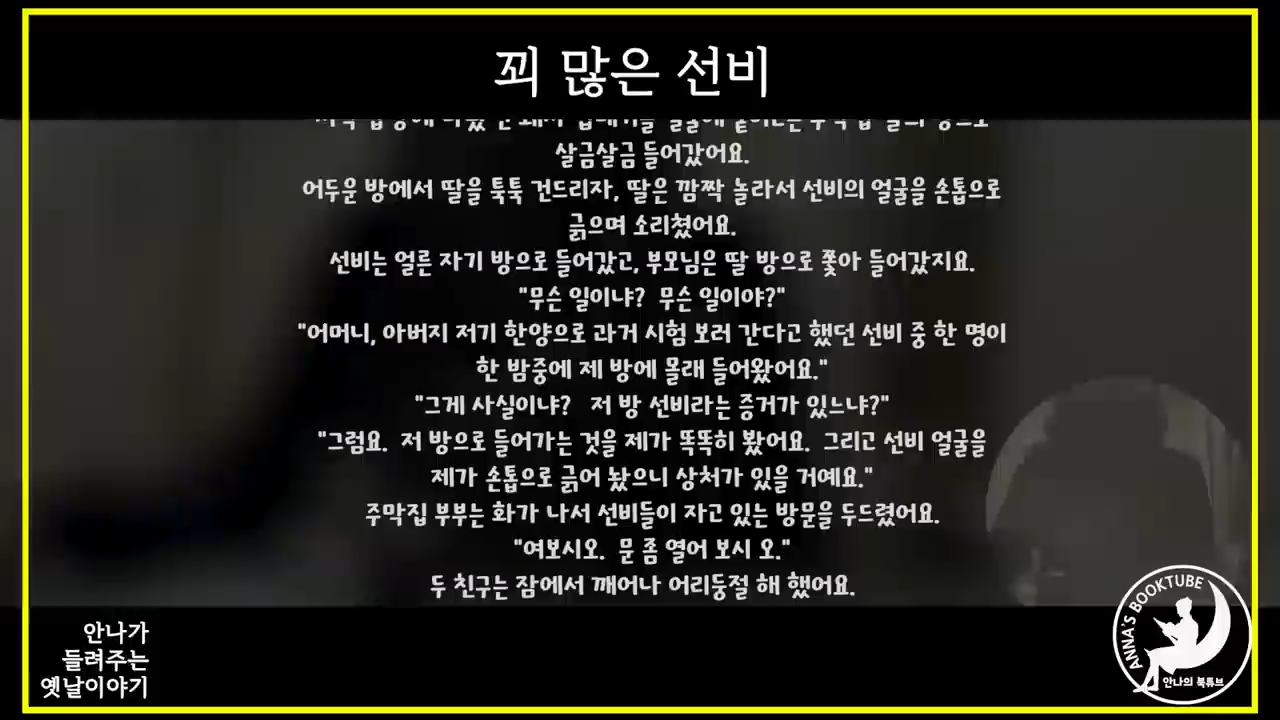 꾀 많은 선비
살금살금 들어갔어요.
어두운 방에서 딸을 툭툭 건드리자, 딸은 깜짝 놀라서 선비의 얼굴을 손톱으로
긁으며 소리쳤어요.
선비는 얼른 자기 방으로 들어갔고, 부모님은 딸 방으로 쫓아 들어갔지요.
"무슨 일이냐? 무슨 일이야?"
"어머니, 아버지 저기 한양으로 과거 시험 보러 간다고 했던 선비 중 한 명이
한 밤중에 제 방에 몰래 들어왔어요."
"그게 사실이냐? 저 방 선비라는 증거가 있느냐?"
"그럼요. 저 방으로 들어가는 것을 제가 똑똑히 봤어요. 그리고 선비 얼굴을
제가 손톱으로 긁어 놨으니 상처가 있을 거예요."
주막집 부부는 화가 나서 선비들이 자고 있는 방문을 두드렸어요.
"여보시오. 문 좀 열어 보시 오."
두 친구는 잠에서 깨어나 어리둥절 해 했어요.
안나가
들려주는
옛날이야기
ANNA'S BOOKTUBE
안나의 북튜브